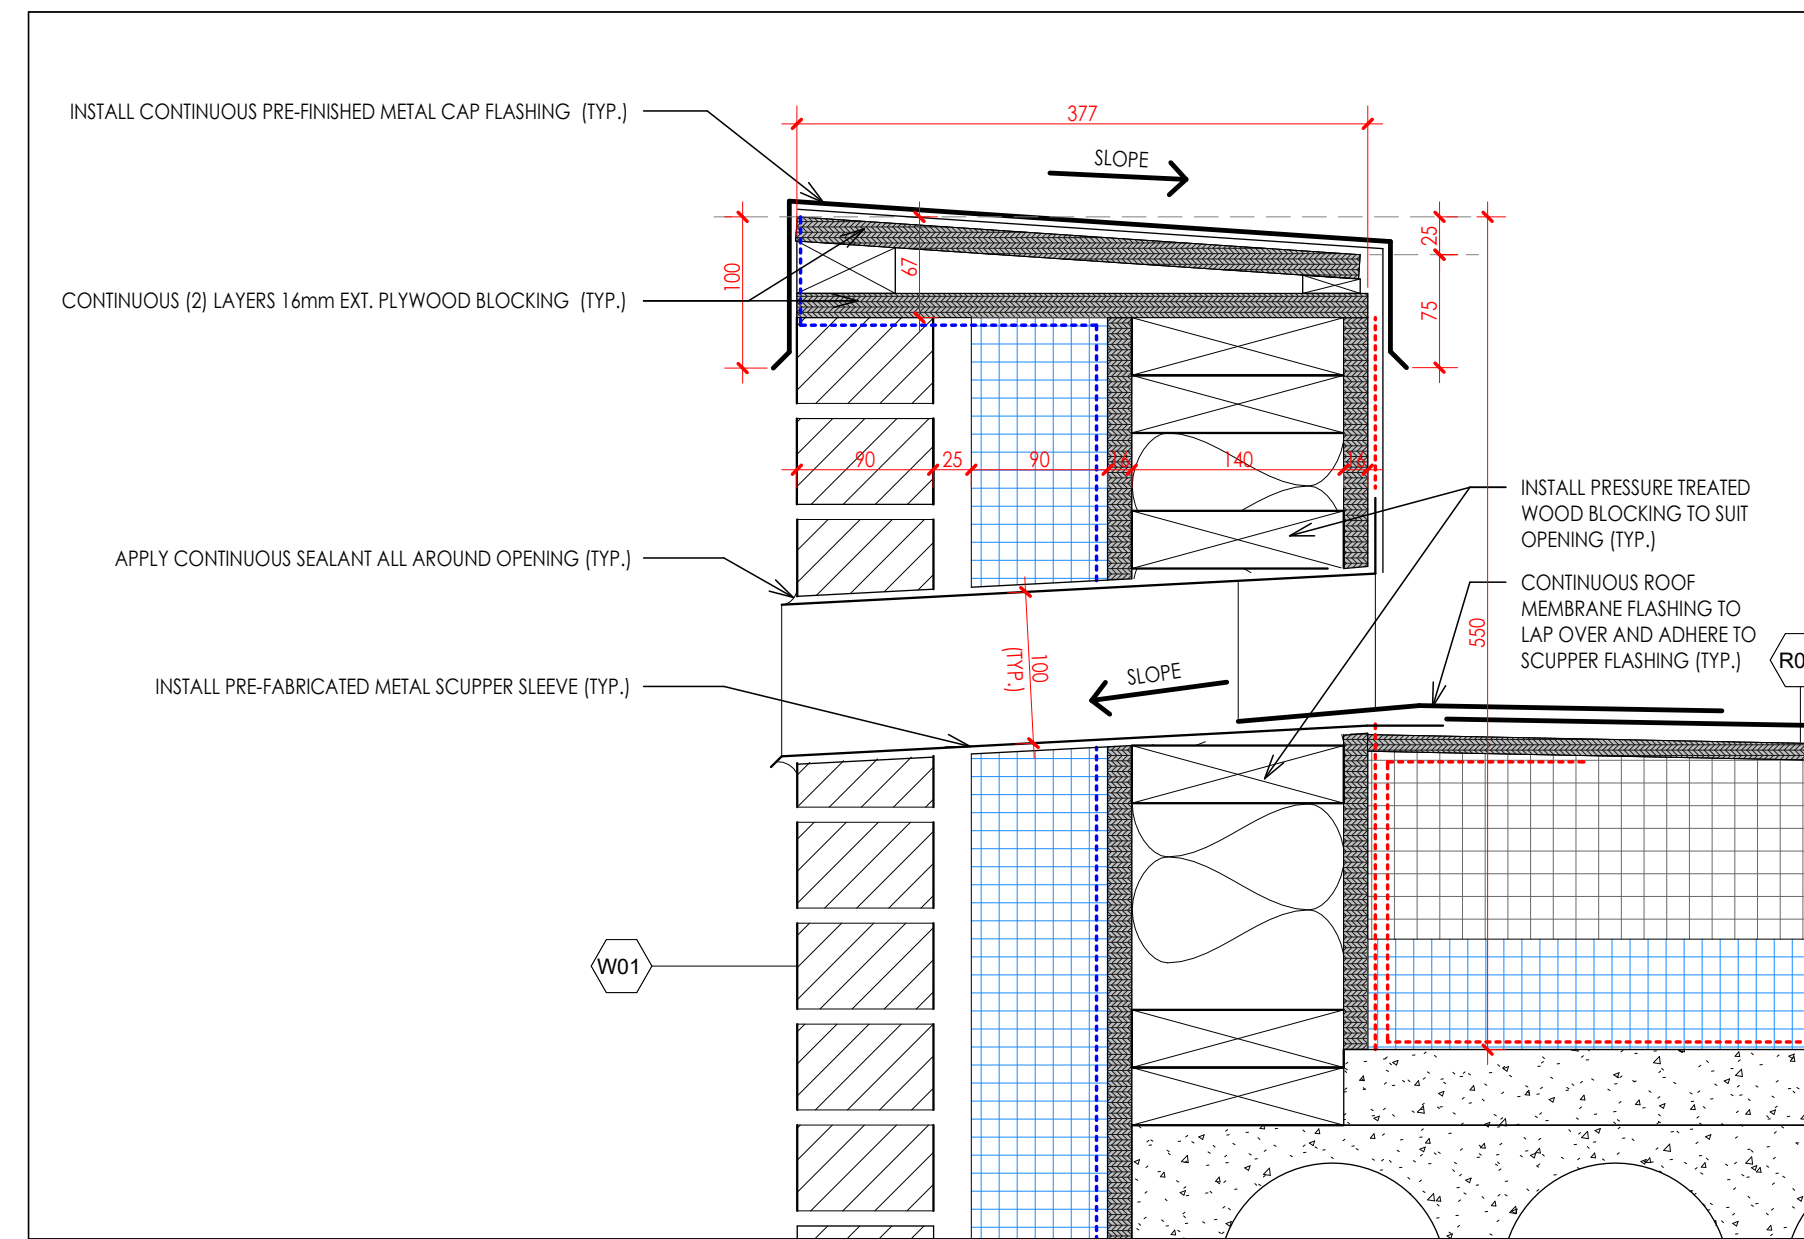 INSTALL CONTINUOUS PRE-FINISHED METAL CAP FLASHING (TYP.)
377
SLOPE
25
100
67
75
CONTINUOUS (2) LAYERS 16mm EXT. PLYWOOD BLOCKING (TYP.)
90
25
90
16
140
16
INSTALL PRESSURE TREATED
WOOD BLOCKING TO SUIT
OPENING (TYP.)
APPLY CONTINUOUS SEALANT ALL AROUND OPENING (TYP.)
CONTINUOUS ROOF
MEMBRANE FLASHING TO
LAP OVER AND ADHERE TO
SCUPPER FLASHING (TYP.)
550
R0
100
(TYP.)
SLOPE
INSTALL PRE-FABRICATED METAL SCUPPER SLEEVE (TYP.)
W01